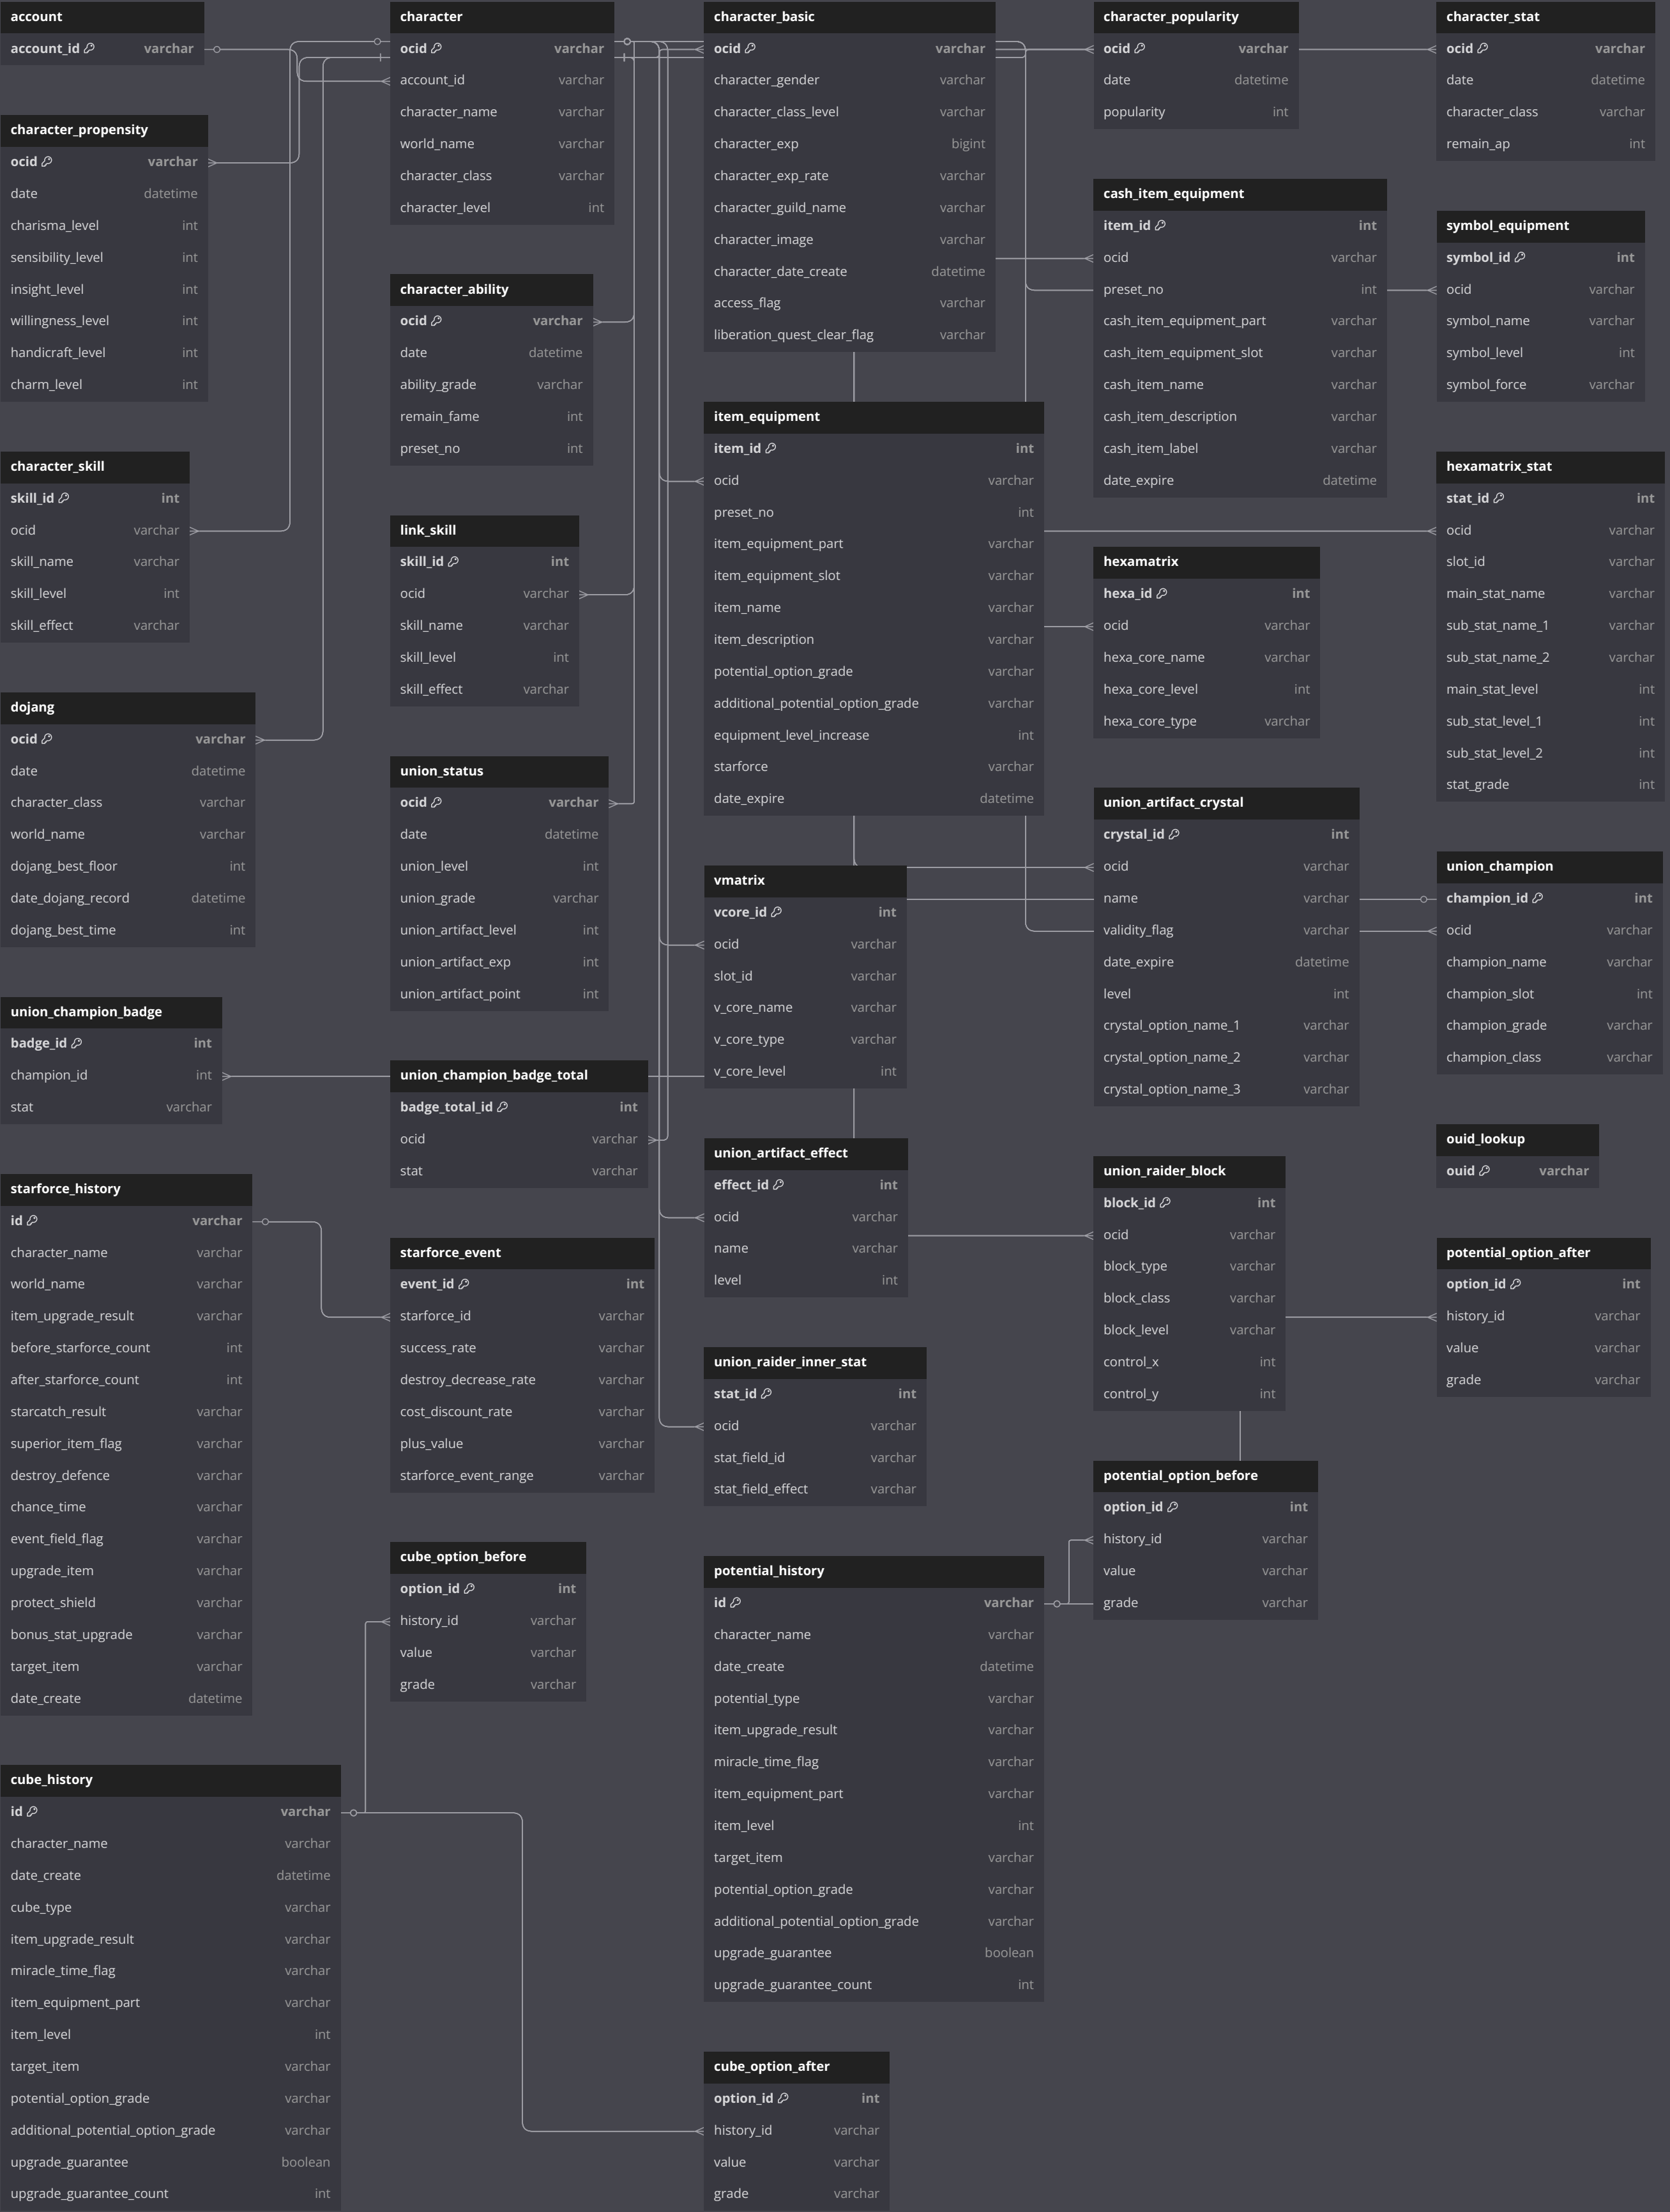 account
account_id varchar
character
ocid varchar
account_id varchar
character_name varchar
world_name varchar
character_class varchar
character_level int
character_basic
ocid varchar
character_gender varchar
character_class_level varchar
character_exp bigint
character_exp_rate varchar
character_guild_name varchar
character_image varchar
character_date_create datetime
access_flag varchar
liberation_quest_clear_flag varchar
character_popularity
ocid varchar
date datetime
popularity int
character_stat
ocid varchar
date datetime
character_class varchar
remain_ap int
character_propensity
ocid varchar
date datetime
charisma_level int
sensibility_level int
insight_level int
willingness_level int
handicraft_level int
charm_level int
character_ability
ocid varchar
date datetime
ability_grade varchar
remain_fame int
preset_no int
cash_item_equipment
item_id int
ocid varchar
preset_no int
cash_item_equipment_part varchar
cash_item_equipment_slot varchar
cash_item_name varchar
cash_item_description varchar
cash_item_label varchar
date_expire datetime
symbol_equipment
symbol_id int
ocid varchar
symbol_name varchar
symbol_level int
symbol_force varchar
character_skill
skill_id int
ocid varchar
skill_name varchar
skill_level int
skill_effect varchar
link_skill
skill_id int
ocid varchar
skill_name varchar
skill_level int
skill_effect varchar
item_equipment
item_id int
ocid varchar
preset_no int
item_equipment_part varchar
item_equipment_slot varchar
item_name varchar
item_description varchar
potential_option_grade varchar
additional_potential_option_grade varchar
equipment_level_increase int
starforce varchar
date_expire datetime
hexamatrix
hexa_id int
ocid varchar
hexa_core_name varchar
hexa_core_level int
hexa_core_type varchar
hexamatrix_stat
stat_id int
ocid varchar
slot_id varchar
main_stat_name varchar
sub_stat_name_1 varchar
sub_stat_name_2 varchar
main_stat_level int
sub_stat_level_1 int
sub_stat_level_2 int
stat_grade int
dojang
ocid varchar
date datetime
character_class varchar
world_name varchar
dojang_best_floor int
date_dojang_record datetime
dojang_best_time int
union_status
ocid varchar
date datetime
union_level int
union_grade varchar
union_artifact_level int
union_artifact_exp int
union_artifact_point int
vmatrix
vcore_id int
ocid varchar
slot_id varchar
v_core_name varchar
v_core_type varchar
v_core_level int
union_artifact_crystal
crystal_id int
ocid varchar
name varchar
validity_flag varchar
date_expire datetime
level int
crystal_option_name_1 varchar
crystal_option_name_2 varchar
crystal_option_name_3 varchar
union_champion
champion_id int
ocid varchar
champion_name varchar
champion_slot int
champion_grade varchar
champion_class varchar
union_champion_badge
badge_id int
champion_id int
stat varchar
union_champion_badge_total
badge_total_id int
ocid varchar
stat varchar
union_artifact_effect
effect_id int
ocid varchar
name varchar
level int
union_raider_block
block_id int
ocid varchar
block_type varchar
block_class varchar
block_level varchar
control_x int
control_y int
ouid_lookup
ouid varchar
starforce_history
id varchar
character_name varchar
world_name varchar
item_upgrade_result varchar
before_starforce_count int
after_starforce_count int
starcatch_result varchar
superior_item_flag varchar
destroy_defence varchar
chance_time varchar
event_field_flag varchar
upgrade_item varchar
protect_shield varchar
bonus_stat_upgrade varchar
target_item varchar
date_create datetime
starforce_event
event_id int
starforce_id varchar
success_rate varchar
destroy_decrease_rate varchar
cost_discount_rate varchar
plus_value varchar
starforce_event_range varchar
union_raider_inner_stat
stat_id int
ocid varchar
stat_field_id varchar
stat_field_effect varchar
potential_option_after
option_id int
history_id varchar
value varchar
grade varchar
potential_option_before
option_id int
history_id varchar
value varchar
grade varchar
cube_option_before
option_id int
history_id varchar
value varchar
grade varchar
potential_history
id varchar
character_name varchar
date_create datetime
potential_type varchar
item_upgrade_result varchar
miracle_time_flag varchar
item_equipment_part varchar
item_level int
target_item varchar
potential_option_grade varchar
additional_potential_option_grade varchar
upgrade_guarantee boolean
upgrade_guarantee_count int
cube_history
id varchar
character_name varchar
date_create datetime
cube_type varchar
item_upgrade_result varchar
miracle_time_flag varchar
item_equipment_part varchar
item_level int
target_item varchar
potential_option_grade varchar
additional_potential_option_grade varchar
upgrade_guarantee boolean
upgrade_guarantee_count int
cube_option_after
option_id int
history_id varchar
value varchar
grade varchar